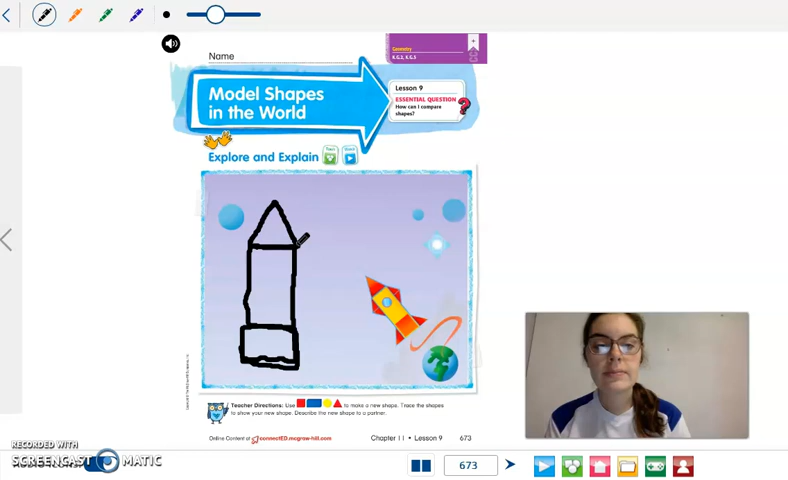 Name
Geometry
K.G.2, K.G.5
Model Shapes
in the World
Lesson 9
ESSENTIAL QUESTION
How can I compare
shapes?
?
Explore and Explain
Teacher Directions: Use to make a new shape. Trace the shapes
to show your new shape. Describe the new shape to a partner.
Online Content at connectED.mcgraw-hill.com
Chapter 11 • Lesson 9 673
RECORDED WITH
SCREENCAST MATIC
673